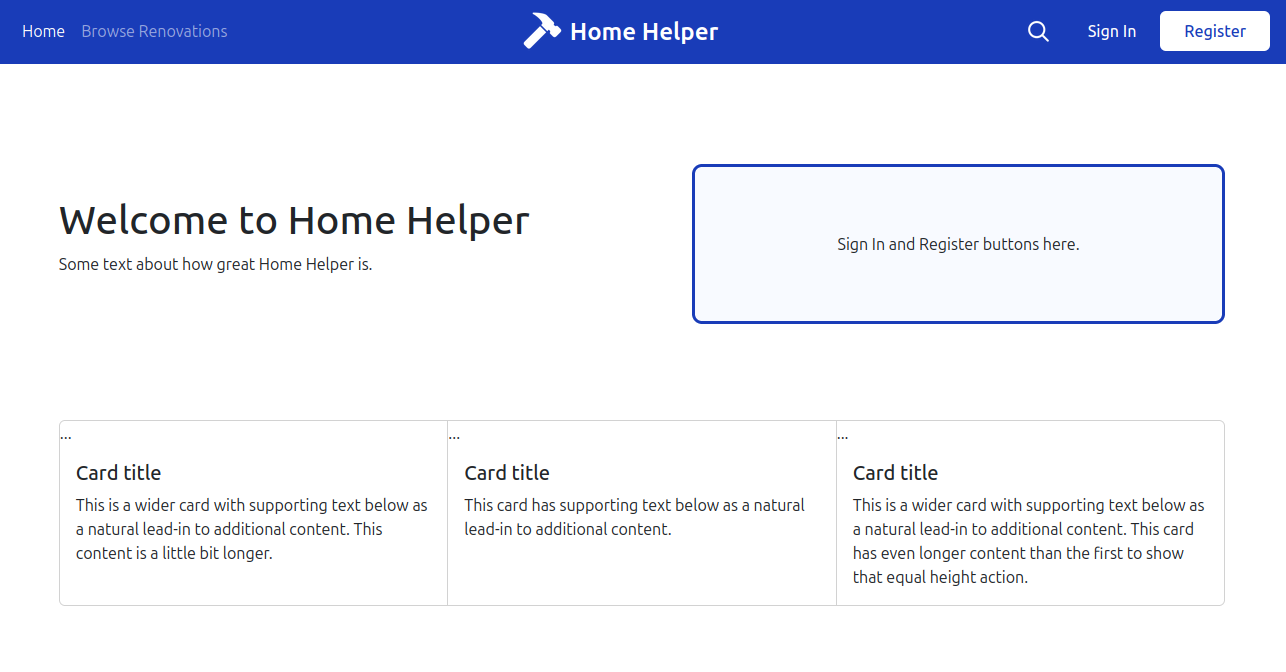 Home Browse Renovations Home Helper Sign In Register
Welcome to Home Helper
Some text about how great Home Helper is.
Sign In and Register buttons here.
...
Card title
This is a wider card with supporting text below as
a natural lead-in to additional content. This
content is a little bit longer.
...
Card title
This card has supporting text below as a natural
lead-in to additional content.
...
Card title
This is a wider card with supporting text below as
a natural lead-in to additional content. This card
has even longer content than the first to show
that equal height action.